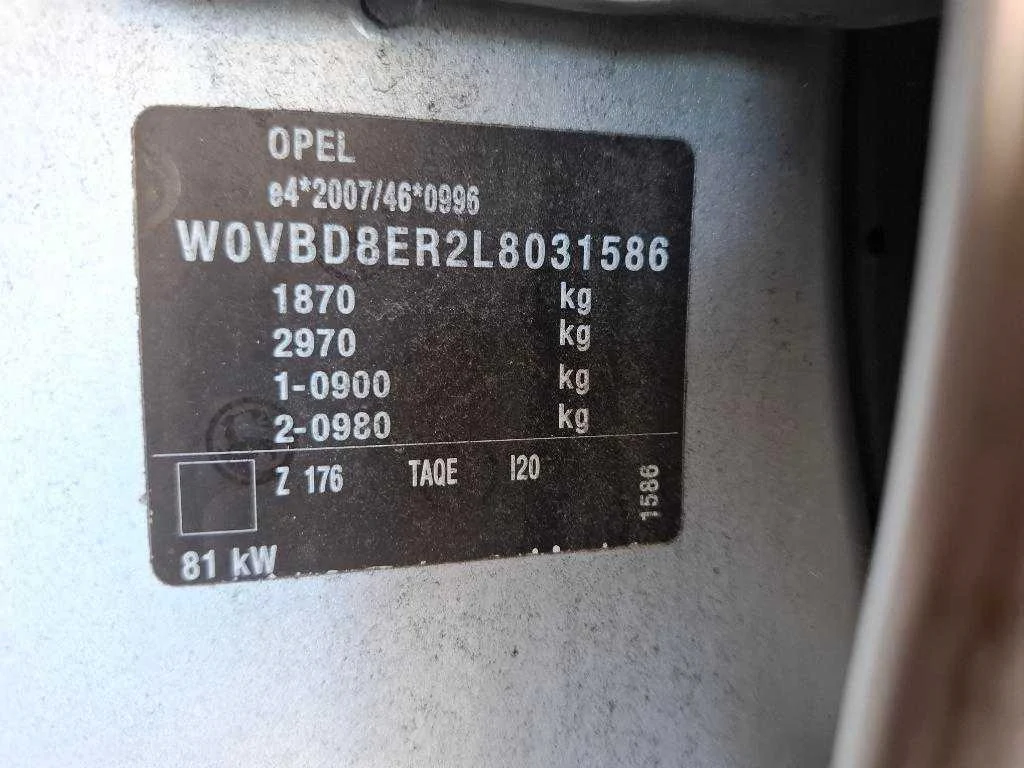 OPEL
e4*2007/46*0996
W0VBD8ER2L8031586
1870 kg
2970 kg
1-0900 kg
2-0980 kg
Z 176 TAQE I20
1586
81 kW